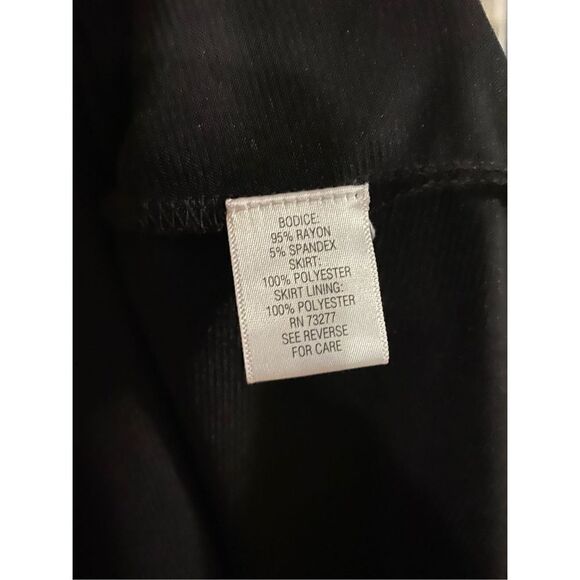 BODICE:
95% RAYON
5% SPANDEX
SKIRT:
100% POLYESTER
SKIRT LINING:
100% POLYESTER
RN 73277
SEE REVERSE
FOR CARE